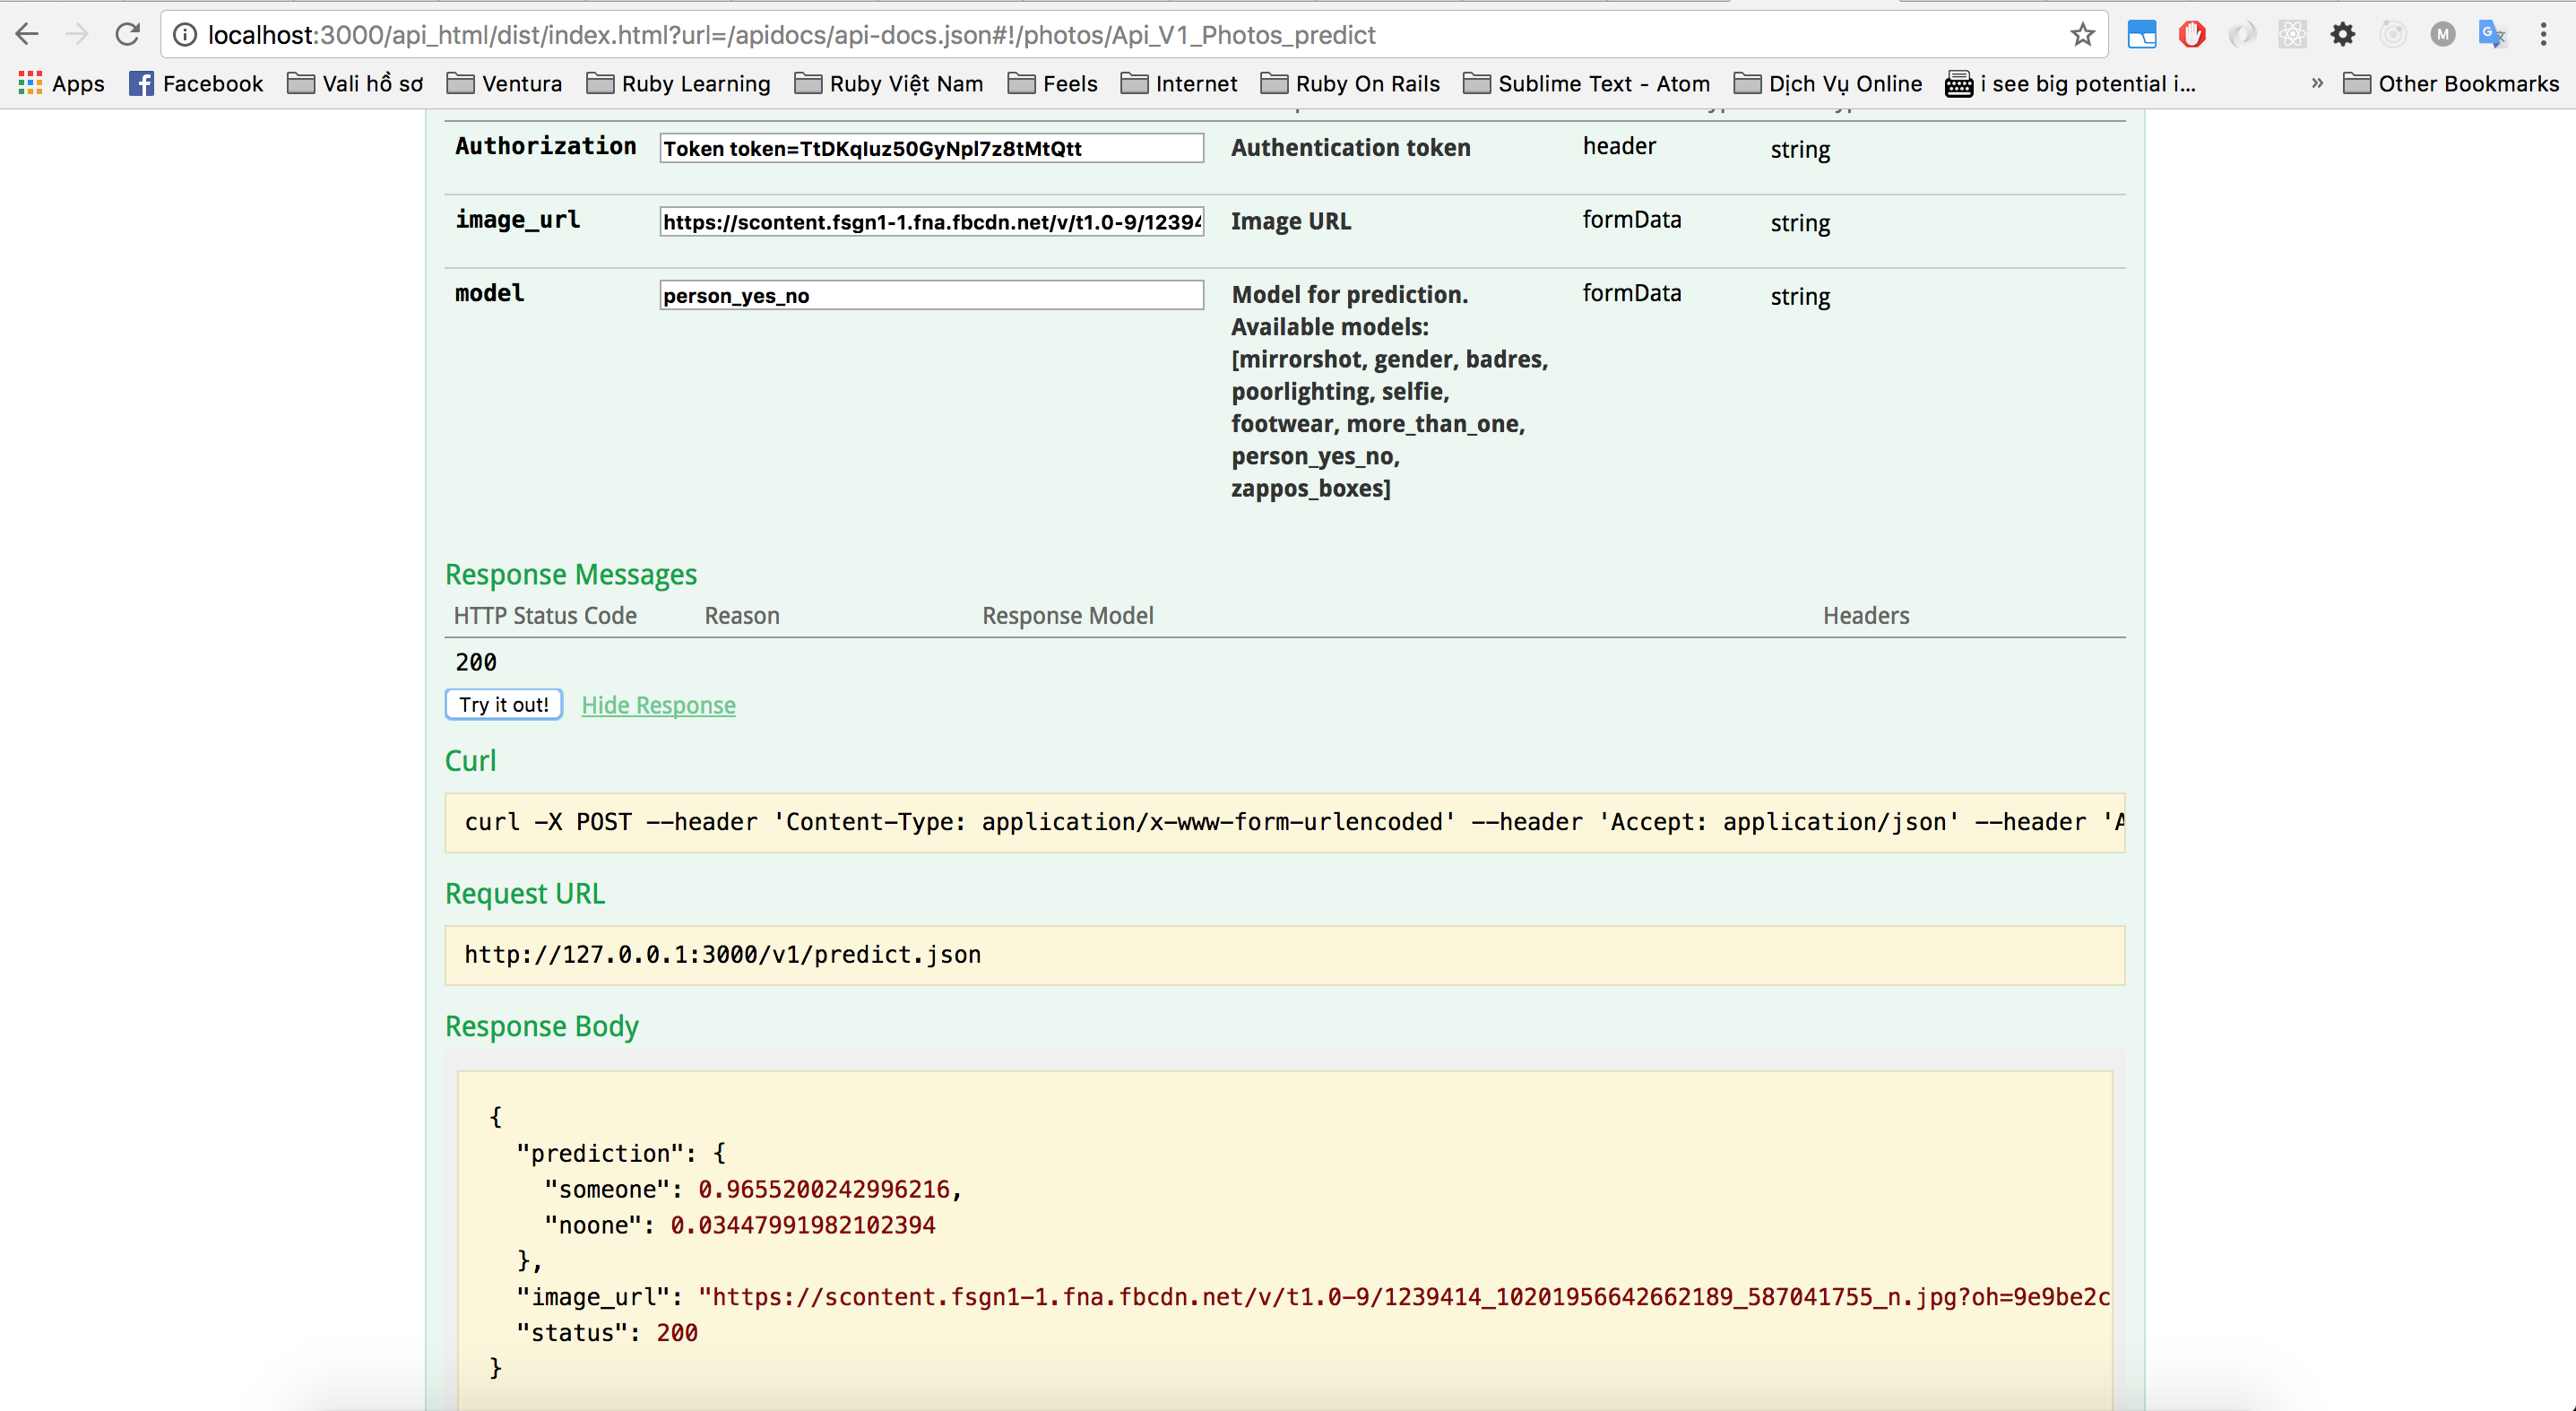 localhost:3000/api_html/dist/index.html?url=/apidocs/api-docs.json#!/photos/Api_V1_Photos_predict
Apps Facebook Vali hồ sơ Ventura Ruby Learning Ruby Việt Nam Feels Internet Ruby On Rails Sublime Text - Atom Dịch Vụ Online i see big potential i... » Other Bookmarks
Authorization Token token=TtDKqIuz50GyNpl7z8tMtQtt Authentication token header string
image_url https://scontent.fsgn1-1.fna.fbcdn.net/v/t1.0-9/12394 Image URL formData string
model person_yes_no Model for prediction. formData string
Available models:
[mirrorshot, gender, badres,
poorlighting, selfie,
footwear, more_than_one,
person_yes_no,
zappos_boxes]
Response Messages
HTTP Status Code Reason Response Model Headers
200
Try it out! Hide Response
Curl
curl -X POST --header 'Content-Type: application/x-www-form-urlencoded' --header 'Accept: application/json' --header 'A
Request URL
http://127.0.0.1:3000/v1/predict.json
Response Body
{
"prediction": {
"someone": 0.9655200242996216,
"noone": 0.03447991982102394
},
"image_url": "https://scontent.fsgn1-1.fna.fbcdn.net/v/t1.0-9/1239414_10201956642662189_587041755_n.jpg?oh=9e9be2c
"status": 200
}